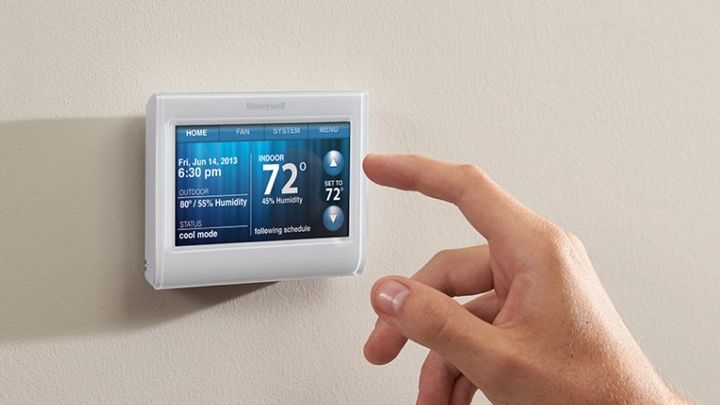 Honeywell
HOME FAN SYSTEM MENU
Fri, Jun 14, 2013
6:30 pm
OUTDOOR
80° / 55% Humidity
STATUS
cool mode
INDOOR
72°
45% Humidity
following schedule
SET TO
72°